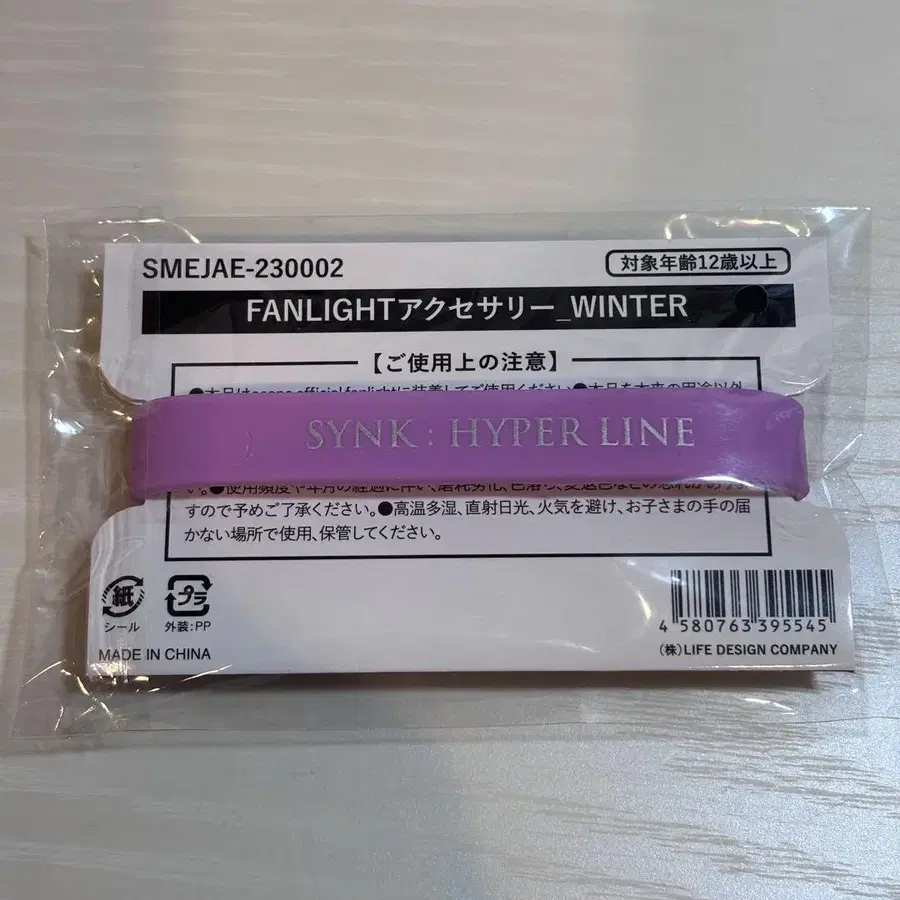 SMEJAE-230002
対象年齢12歳以上
FANLIGHTアクセサリー_WINTER
【ご使用上の注意】
SYNK : HYPER LINE
すので予めご了承ください。●高温多湿、直射日光、火気を避け、お子さまの手の届
かない場所で使用、保管してください。
紙
シール
プラ
外装:PP
MADE IN CHINA
4 580763 395545
(株)LIFE DESIGN COMPANY